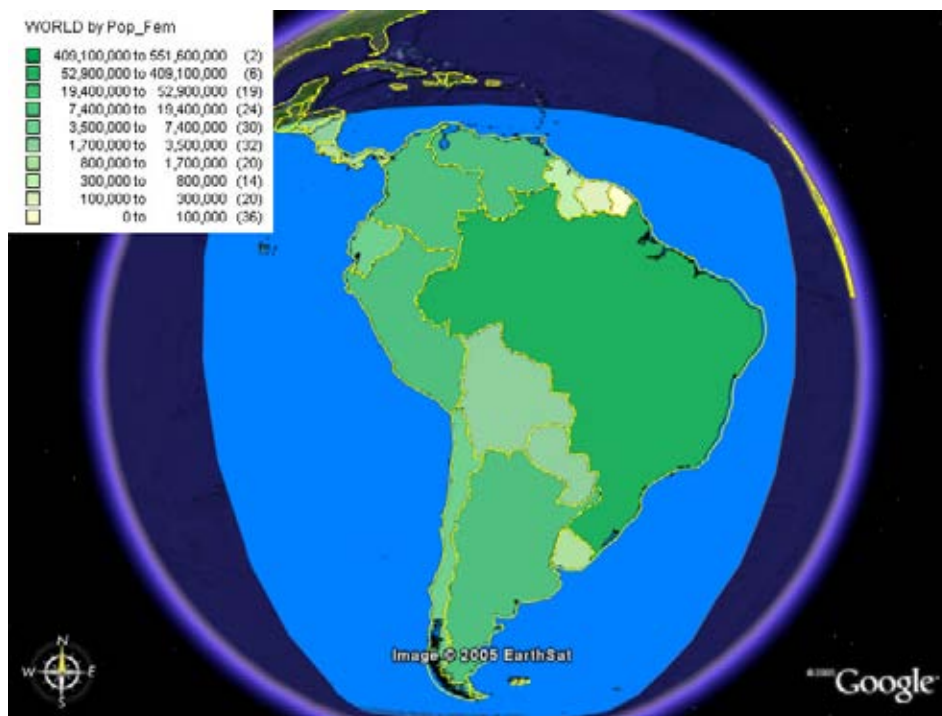 WORLD by Pop_Fem
409,100,000 to 551,600,000 (2)
52,900,000 to 409,100,000 (6)
19,400,000 to 52,900,000 (19)
7,400,000 to 19,400,000 (24)
3,500,000 to 7,400,000 (30)
1,700,000 to 3,500,000 (32)
800,000 to 1,700,000 (20)
300,000 to 800,000 (14)
100,000 to 300,000 (20)
0 to 100,000 (36)
N
W E
S
Image © 2005 EarthSat
©2005 Google